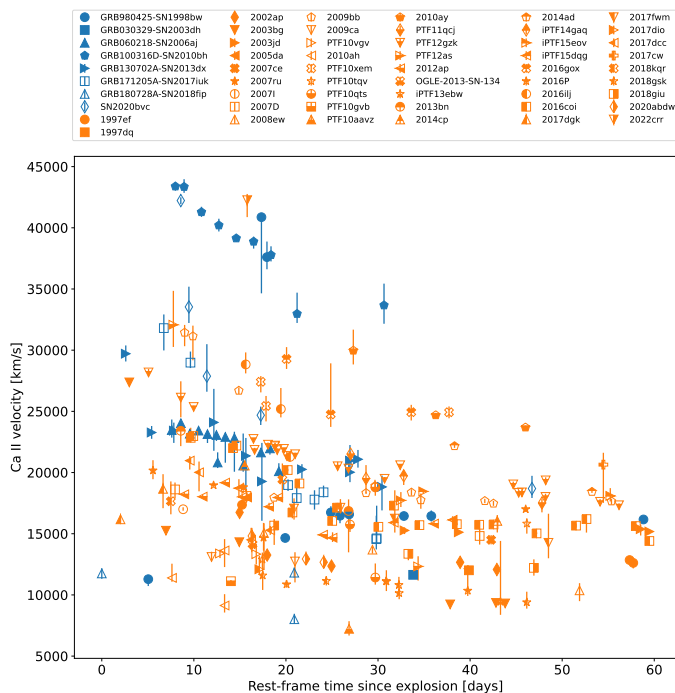 GRB980425-SN1998bw
GRB030329-SN2003dh
GRB060218-SN2006aj
GRB100316D-SN2010bh
GRB130702A-SN2013dx
GRB171205A-SN2017iuk
GRB180728A-SN2018fip
SN2020bvc
1997ef
1997dq
2002ap
2003bg
2003jd
2005da
2007ce
2007ru
2007I
2007D
2008ew
2009bb
2009ca
PTF10vgv
2010ah
PTF10xem
PTF10tqv
PTF10qts
PTF10gvb
PTF10aavz
2010ay
PTF11qcj
PTF12gzk
PTF12as
2012ap
OGLE-2013-SN-134
iPTF13ebw
2013bn
2014cp
2014ad
iPTF14gaq
iPTF15eov
iPTF15dqg
2016gox
2016P
2016ilj
2016coi
2017dgk
2017fwm
2017dio
2017dcc
2017cw
2018kqr
2018gsk
2018giu
2020abdw
2022crr
45000
40000
35000
30000
25000
20000
15000
10000
5000
Ca II velocity [km/s]
0 10 20 30 40 50 60
Rest-frame time since explosion [days]